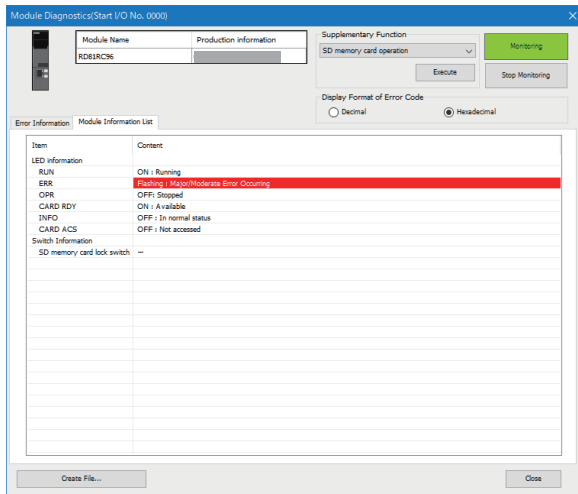 Module Diagnostics(Start I/O No. 0000)
Module Name Production information
RD81RC96
Supplementary Function
SD memory card operation
Execute
Monitoring
Stop Monitoring
Display Format of Error Code
Decimal Hexadecimal
Error Information Module Information List
Item Content
LED information
RUN ON : Running
ERR Flashing : Major/Moderate Error Occurring
OPR OFF: Stopped
CARD RDY ON : Available
INFO OFF : In normal status
CARD ACS OFF : Not accessed
Switch Information
SD memory card lock switch --
Create File... Close